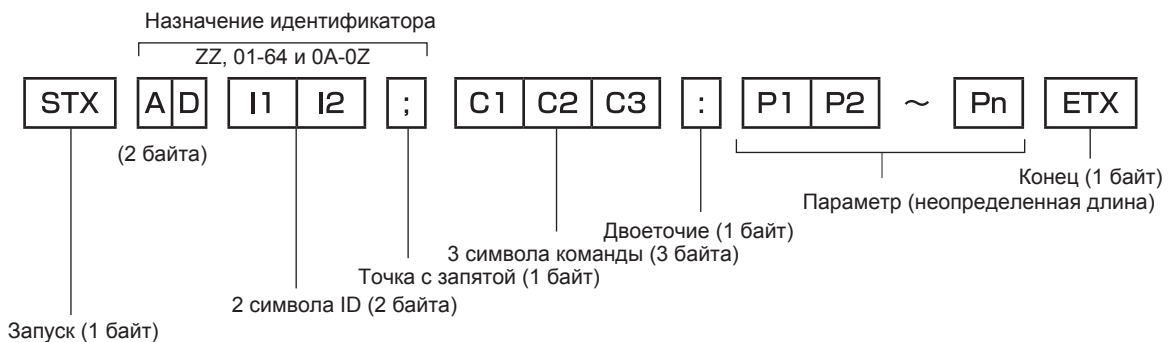 Назначение идентификатора
ZZ, 01-64 и 0A-0Z
STX A D I1 I2 ; C1 C2 C3 : P1 P2 ~ Pn ETX
(2 байта)
Конец (1 байт)
Параметр (неопределенная длина)
Двоеточие (1 байт)
3 символа команды (3 байта)
Точка с запятой (1 байт)
2 символа ID (2 байта)
Запуск (1 байт)